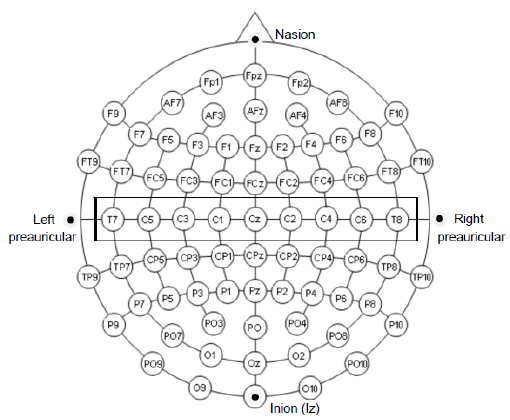 Nasion
Fp1 Fpz Fp2
AF7 AF8
F9 AF3 AFz AF4 F10
F7 F5 F3 F1 Fz F2 F4 F6 F8
FT9 FT10
FT7 FC5 FC3 FC1 FCz FC2 FC4 FC6 FT8
Left
preauricular
T7 C5 C3 C1 Cz C2 C4 C6 T8
Right
preauricular
TP7 CP5 CP3 CP1 CPz CP2 CP4 CP6 TP8
TP9 TP10
P7 P5 P3 P1 Pz P2 P4 P6 P8
P9 PO3 PO PO4 P10
PO7 PO8
PO9 O1 Oz O2 PO10
O9 O10
Inion (Iz)